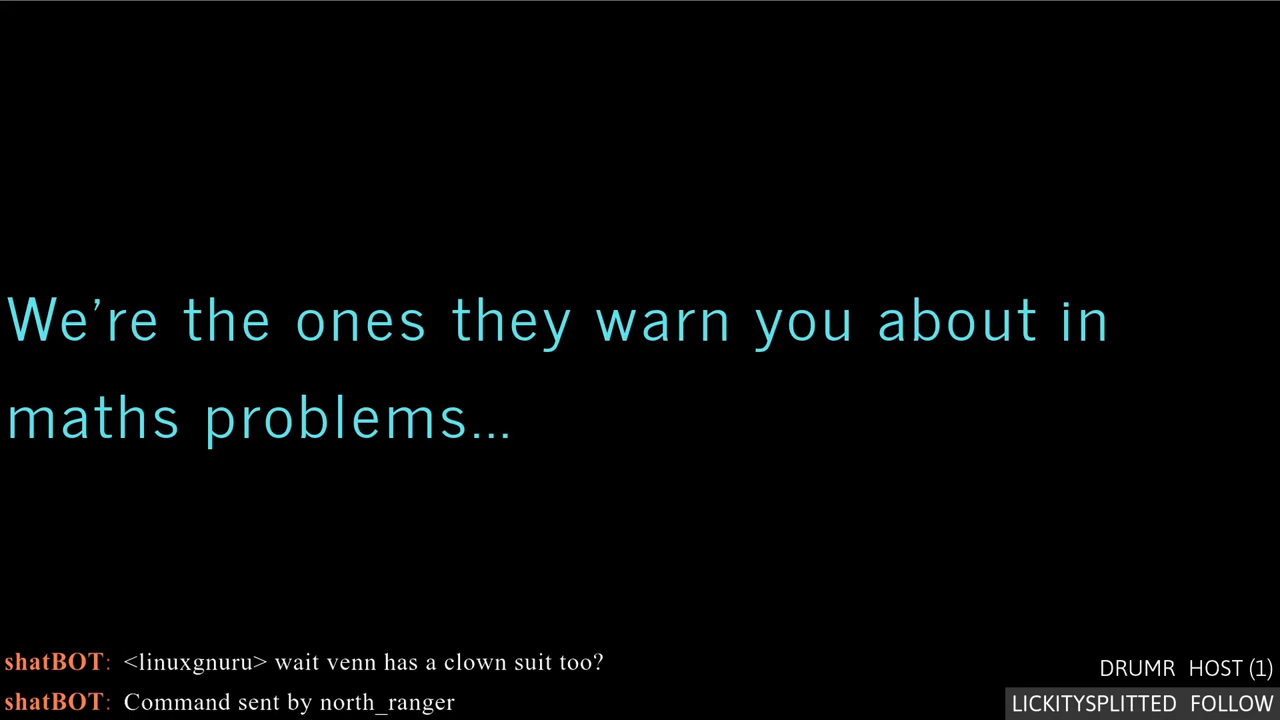 We’re the ones they warn you about in
maths problems...
shatBOT: <linuxgnuru> wait venn has a clown suit too?
shatBOT: Command sent by north_ranger
DRUMR HOST (1)
LICKITYSPLITTED FOLLOW